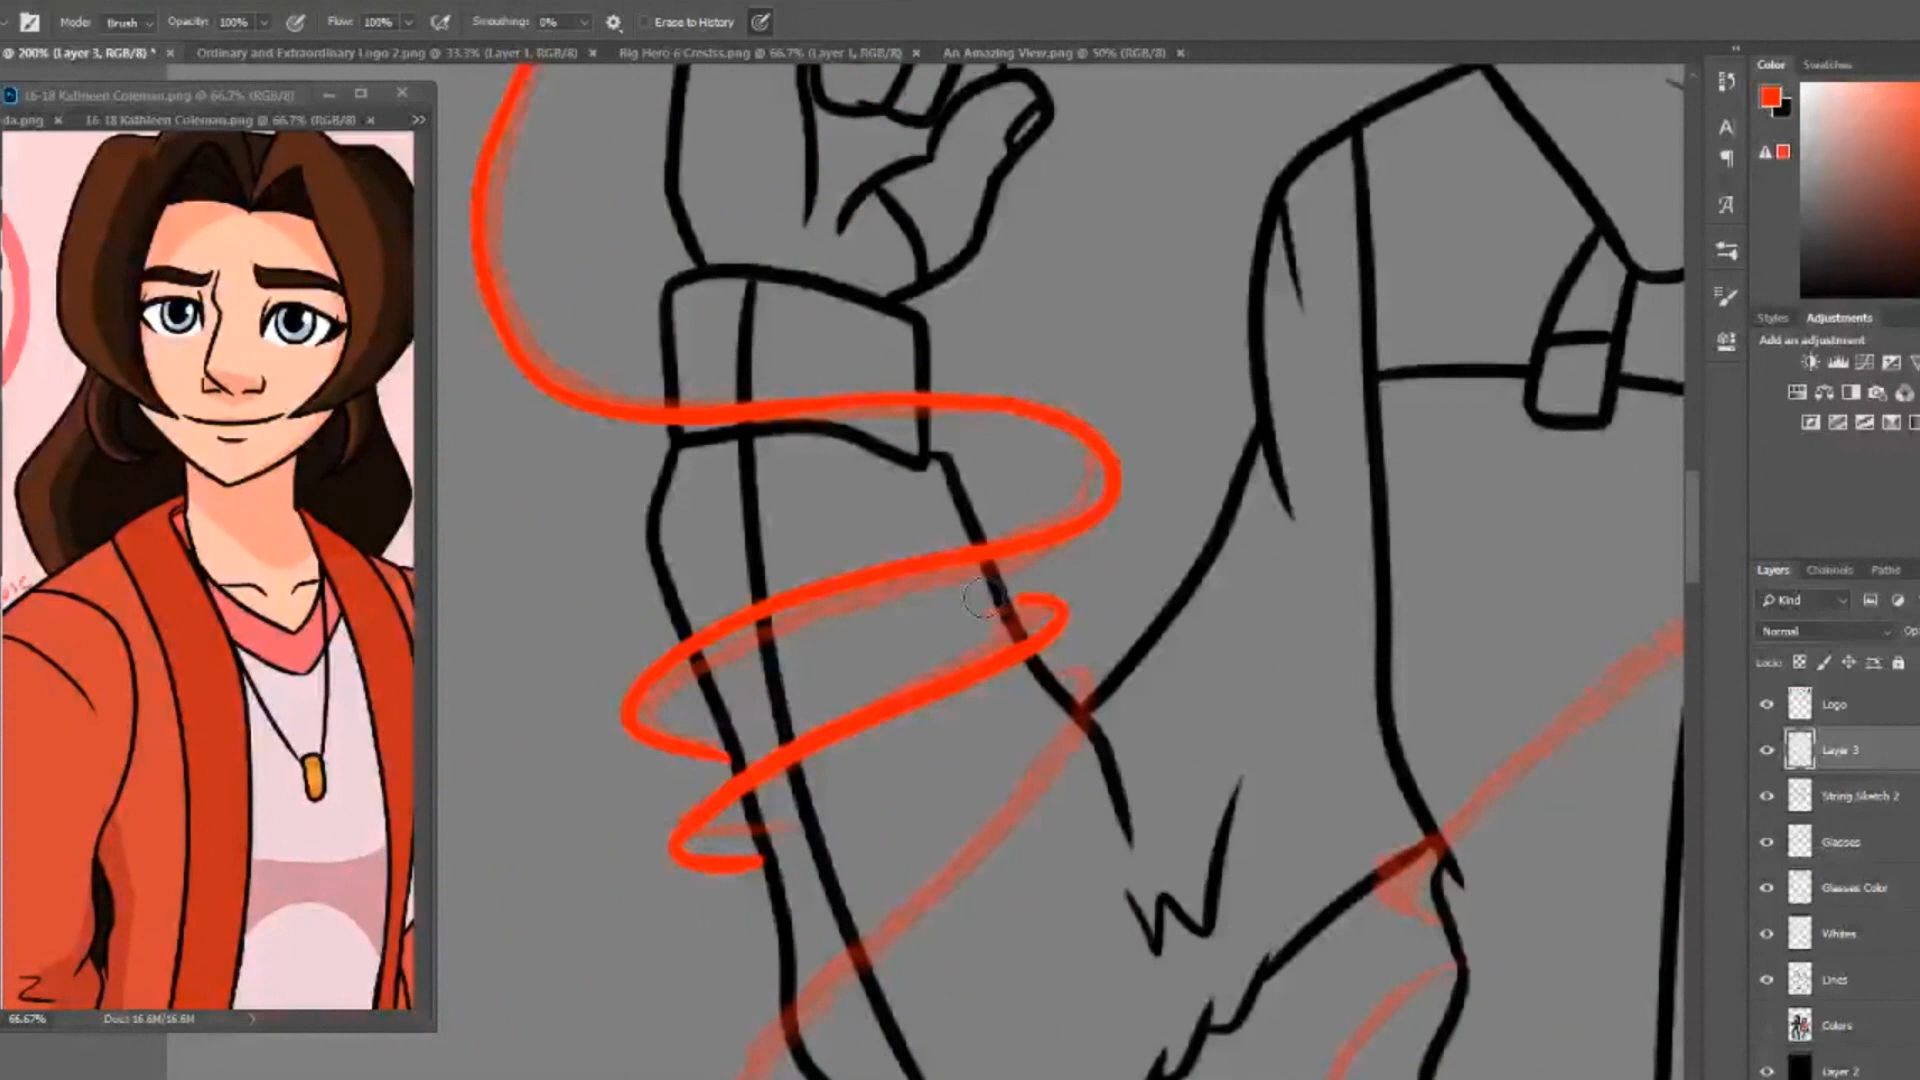 Mode: Brush Opacity: 100% Flow: 100% Smoothing: 0% Erase to History
@ 200% (Layer 3, RGB/8) * × Ordinary and Extraordinary Logo 2.png @ 33.3% (Layer 1, RGB/8) × Big Hero 6 Crestss.png @ 66.7% (Layer 1, RGB/8) × An Amazing View.png @ 50% (RGB/8) ×
16-18 Kathleen Coleman.png @ 66.7% (RGB/8)
da.png × 16-18 Kathleen Coleman.png @ 66.7% (RGB/8) × >>
66.67% Doc: 16.6M/16.6M
Color Swatches
Styles Adjustments
Add an adjustment
Layers Channels Paths
Kind
Normal
Lock:
Logo
Layer 3
String Sketch 2
Glasses
Glasses Color
Whites
Lines
Colors
Layer 2